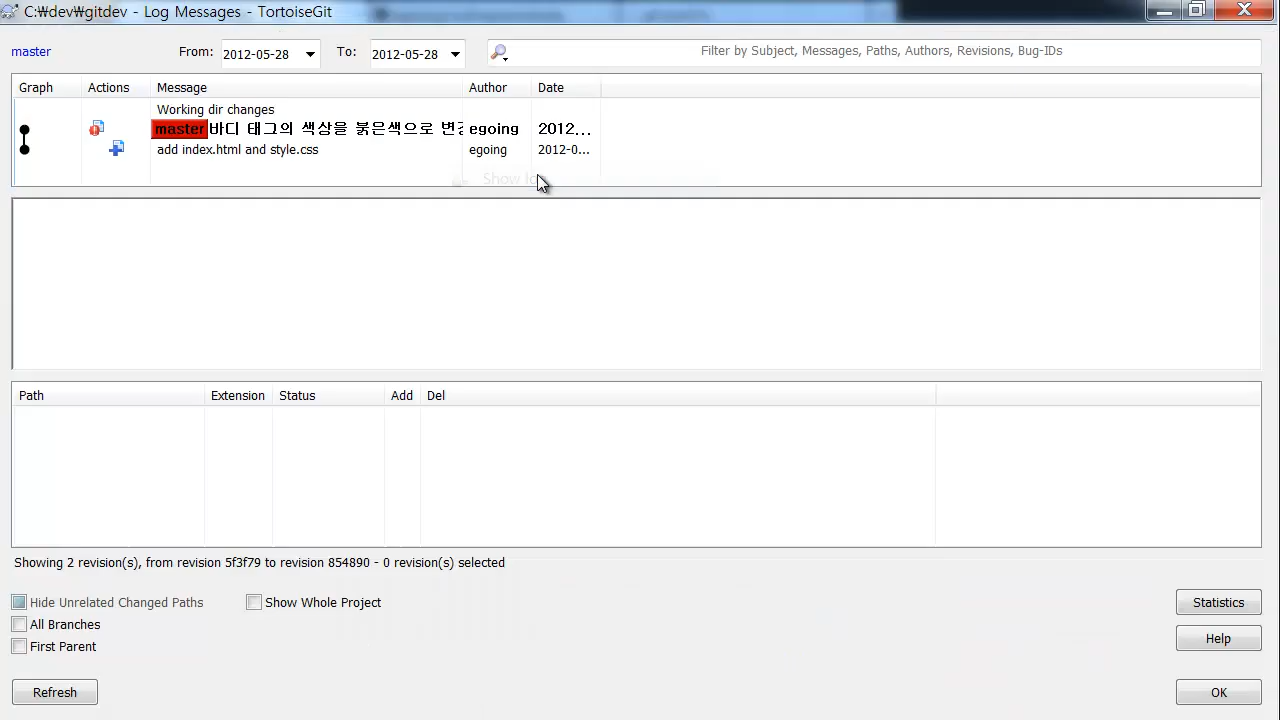 C:₩dev₩gitdev - Log Messages - TortoiseGit
master From: 2012-05-28 To: 2012-05-28 Filter by Subject, Messages, Paths, Authors, Revisions, Bug-IDs
Graph Actions Message Author Date
Working dir changes
master 바디 태그의 색상을 붉은색으로 변경 egoing 2012...
add index.html and style.css egoing 2012-0...
Show lo
Path Extension Status Add Del
Showing 2 revision(s), from revision 5f3f79 to revision 854890 - 0 revision(s) selected
Hide Unrelated Changed Paths Show Whole Project Statistics
All Branches
First Parent Help
Refresh OK